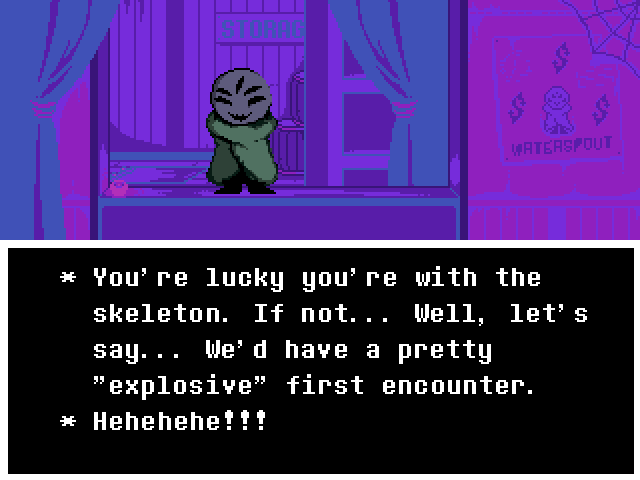 STORAG
WATERSPOUT
* You're lucky you're with the
skeleton. If not... Well, let's
say... We'd have a pretty
"explosive" first encounter.
* Hehehehe!!!